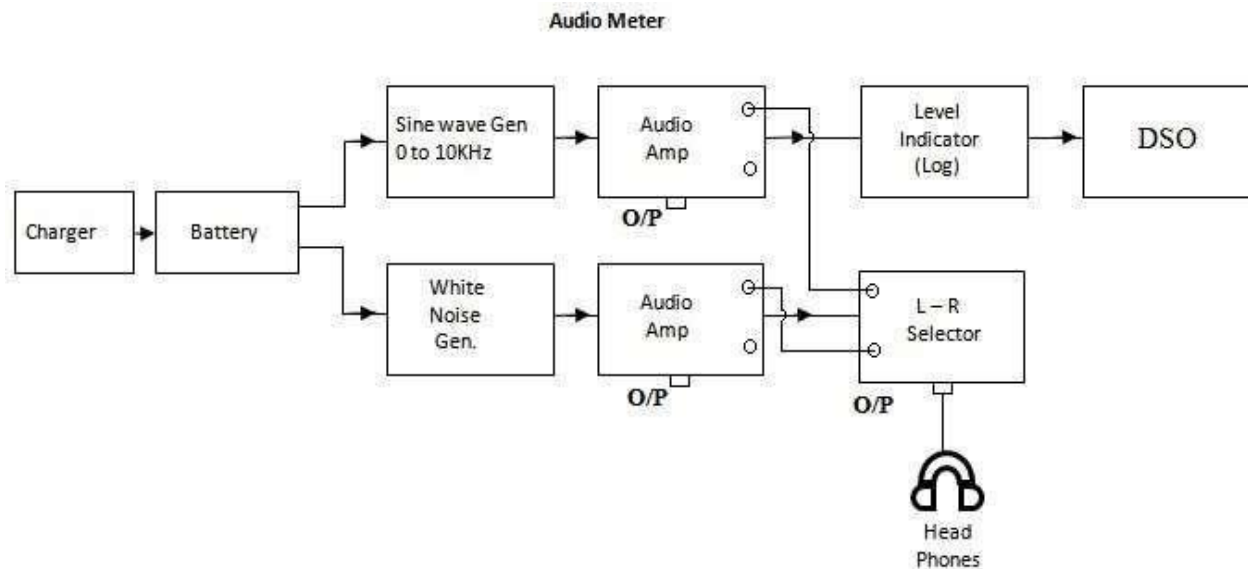 Audio Meter
Sine wave Gen
0 to 10KHz
Audio
Amp
O/P
Level
Indicator
(Log)
DSO
Charger
Battery
White
Noise
Gen.
Audio
Amp
O/P
L – R
Selector
O/P
Head
Phones